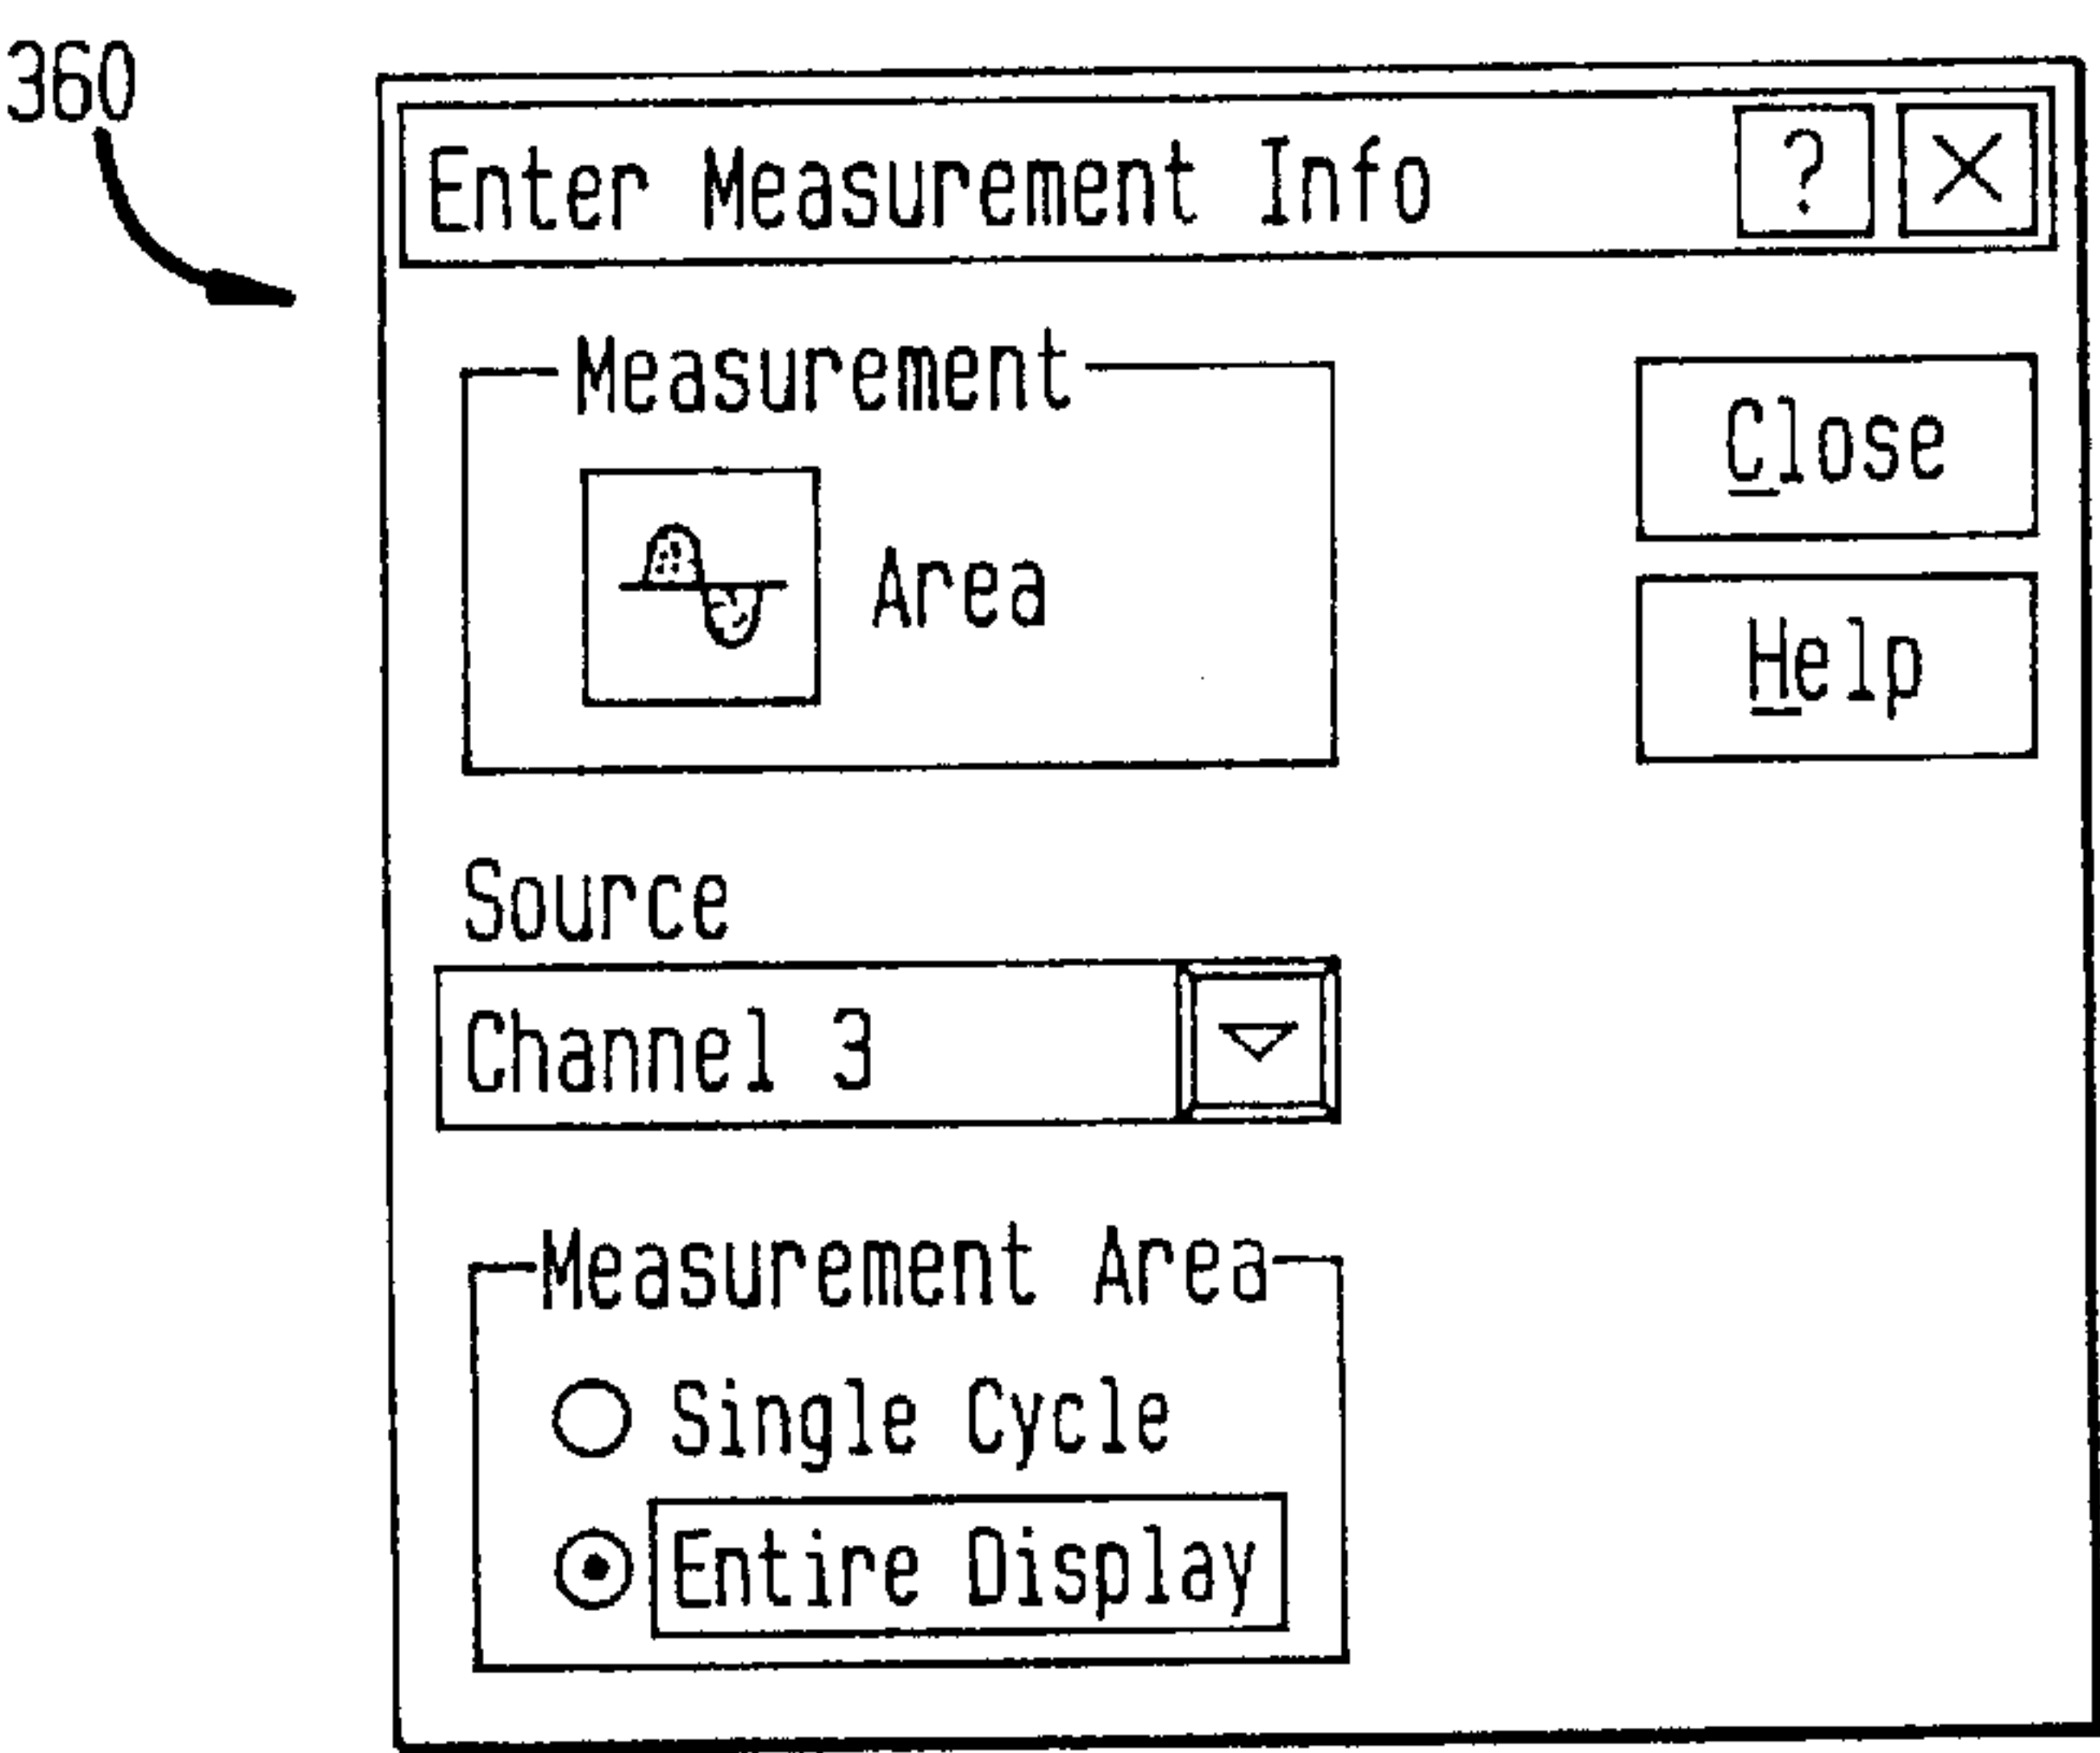 360
Enter Measurement Info ? X
Measurement
Area
Close
Help
Source
Channel 3
Measurement Area
Single Cycle
Entire Display